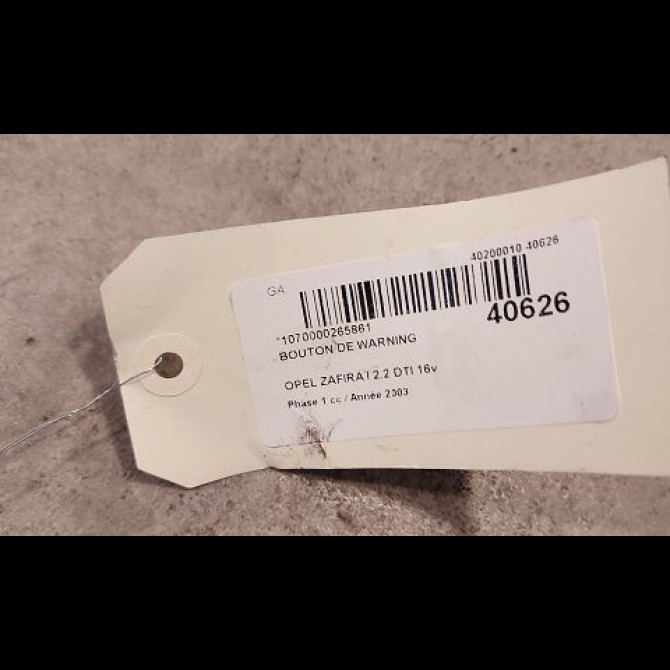 40200010 40626
GA
40626
*1070000265861
BOUTON DE WARNING
OPEL ZAFIRA 1 2.2 DTI 16v
Phase 1 cc / Année 2003